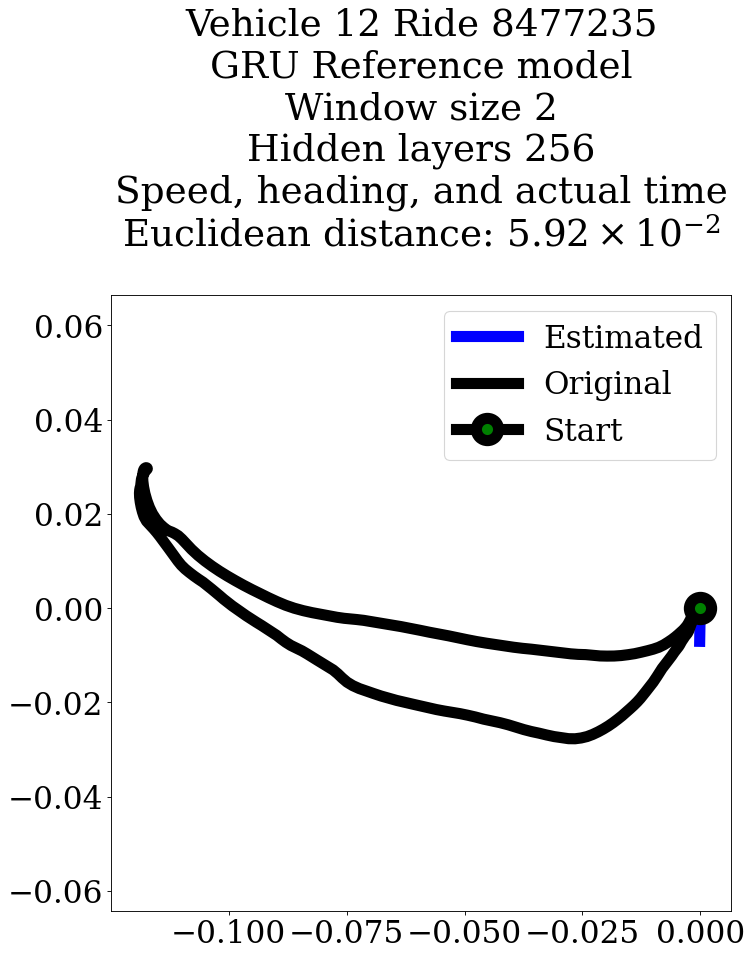 Vehicle 12 Ride 8477235
GRU Reference model
Window size 2
Hidden layers 256
Speed, heading, and actual time
Euclidean distance: 5.92 × 10⁻²
Estimated
Original
Start
0.06
0.04
0.02
0.00
−0.02
−0.04
−0.06
−0.100 −0.075 −0.050 −0.025 0.000